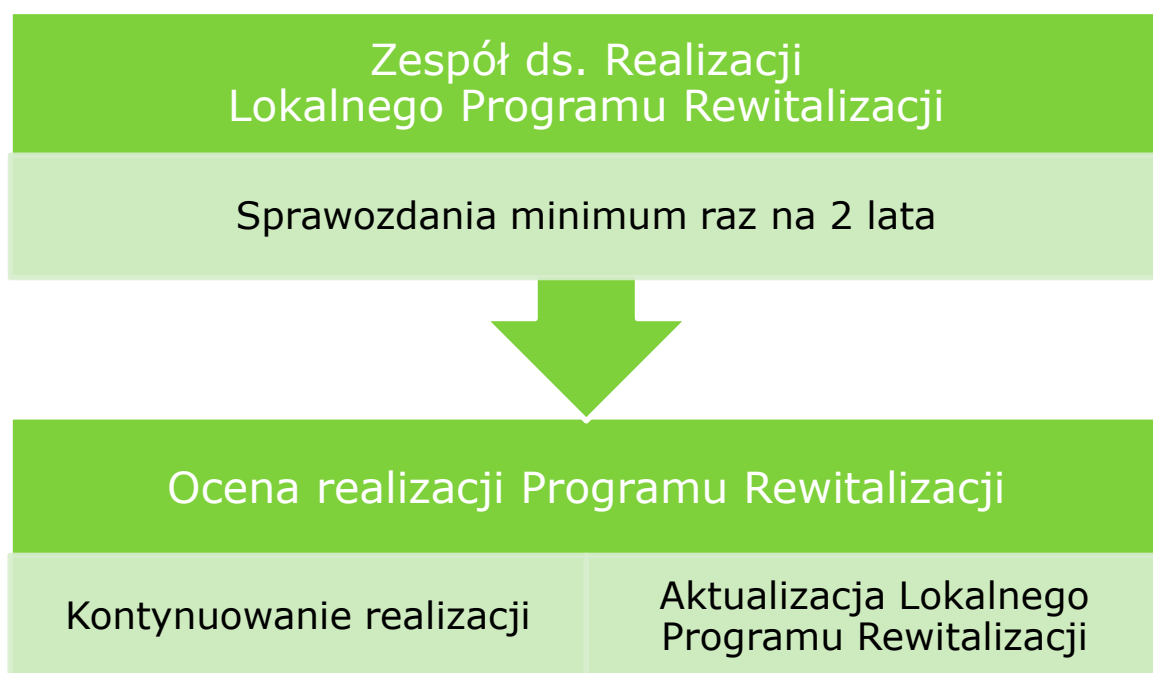 Zespół ds. Realizacji
Lokalnego Programu Rewitalizacji
Sprawozdania minimum raz na 2 lata
Ocena realizacji Programu Rewitalizacji
Kontynuowanie realizacji
Aktualizacja Lokalnego
Programu Rewitalizacji